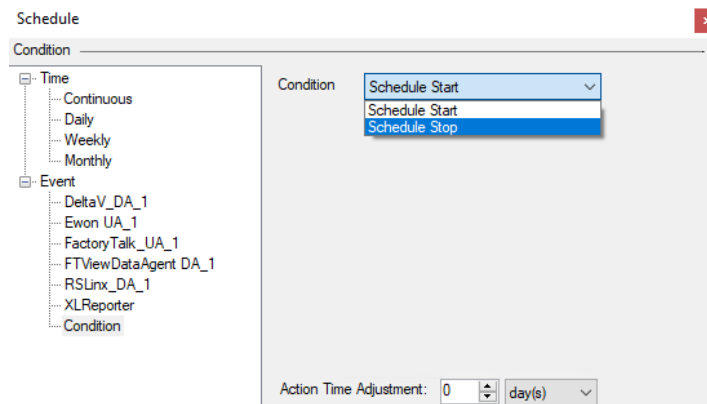 Schedule
Condition
Time
Continuous
Daily
Weekly
Monthly
Event
DeltaV_DA_1
Ewon UA_1
FactoryTalk_UA_1
FTViewDataAgent DA_1
RSLinx_DA_1
XLReporter
Condition
Condition Schedule Start
Schedule Start
Schedule Stop
Action Time Adjustment: 0 day(s)